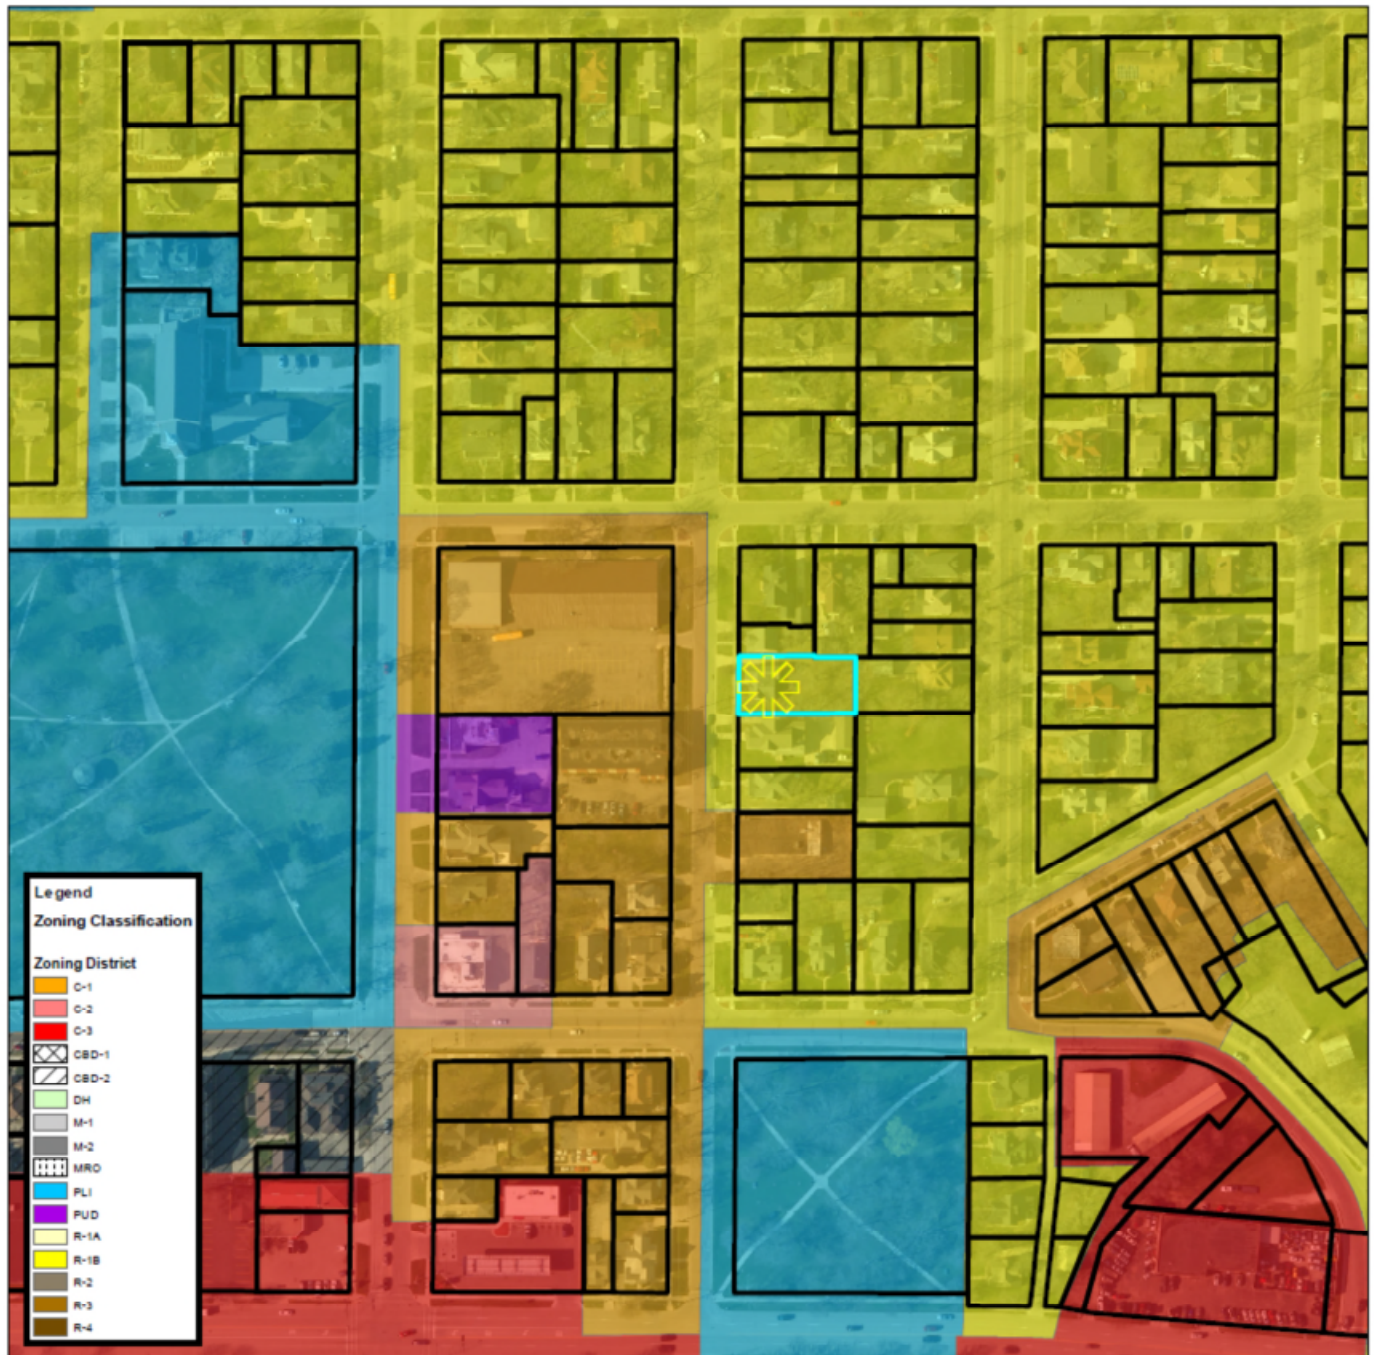 Legend
Zoning Classification
Zoning District
C-1
C-2
C-3
CBD-1
CBD-2
DH
M-1
M-2
MRO
PLI
PUD
R-1A
R-1B
R-2
R-3
R-4